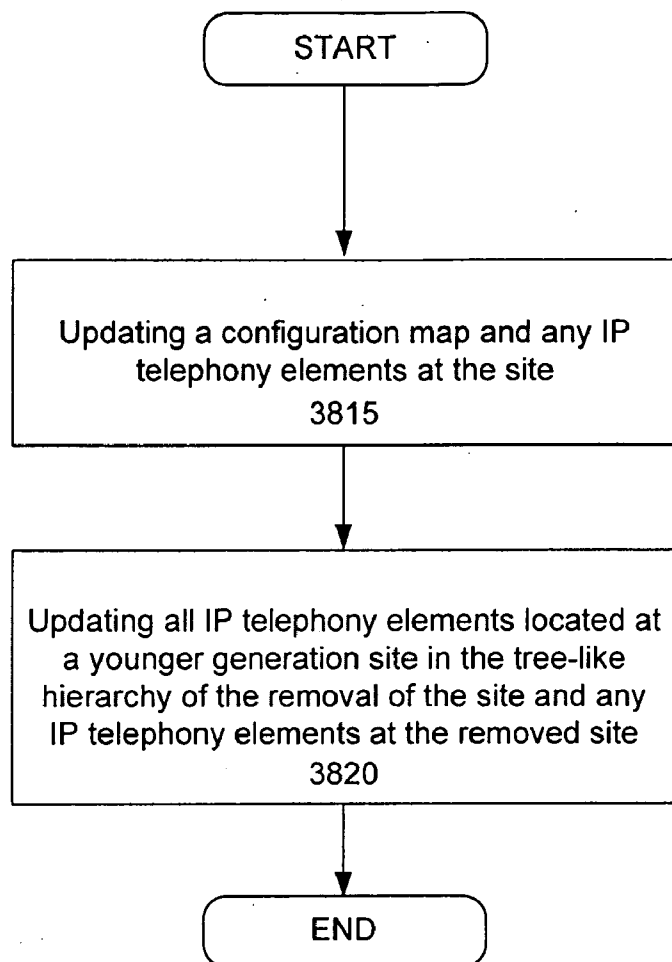 START
Updating a configuration map and any IP
telephony elements at the site
3815
Updating all IP telephony elements located at
a younger generation site in the tree-like
hierarchy of the removal of the site and any
IP telephony elements at the removed site
3820
END